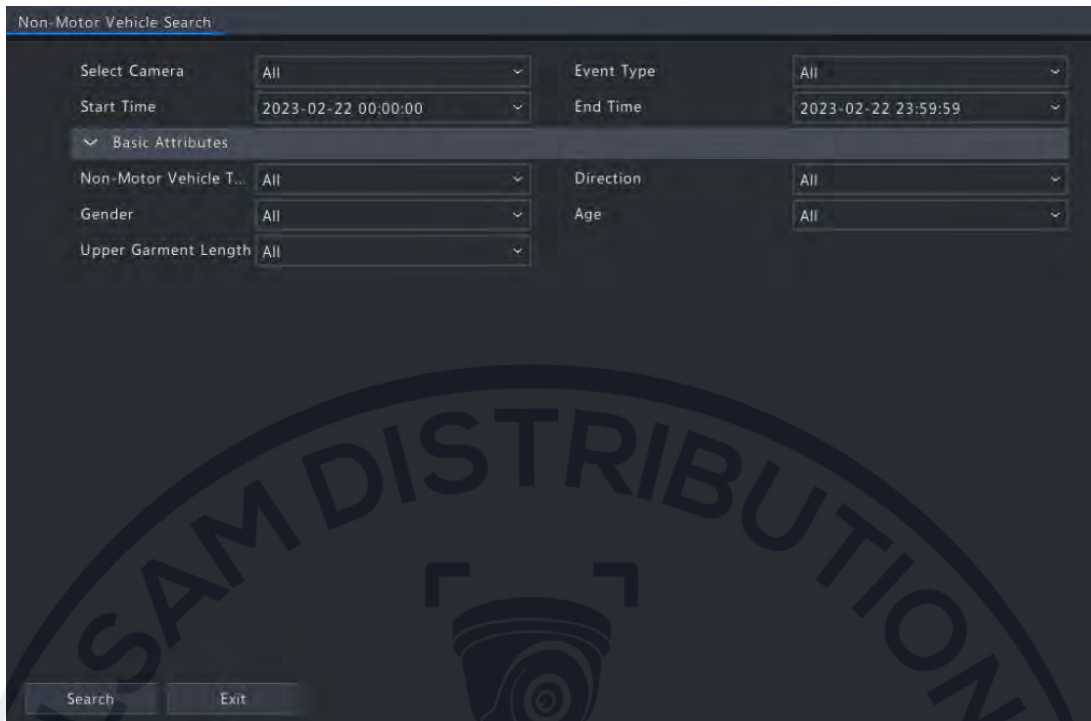 Non-Motor Vehicle Search
Select Camera All Event Type All
Start Time 2023-02-22 00:00:00 End Time 2023-02-22 23:59:59
Basic Attributes
Non-Motor Vehicle T... All Direction All
Gender All Age All
Upper Garment Length All
LSAM DISTRIBUTION
Search Exit